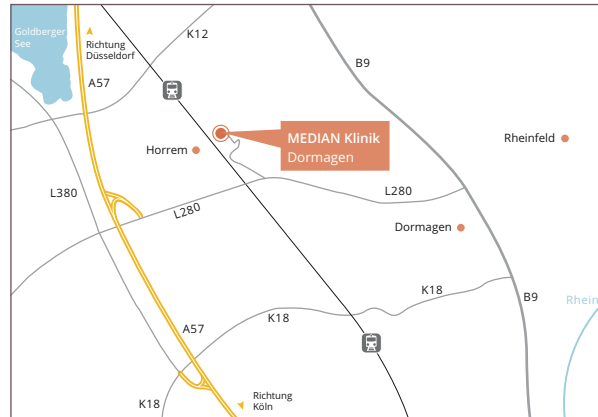 Goldberger
See
Richtung
Düsseldorf
K12
A57
B9
MEDIAN Klinik
Dormagen
Rheinfeld
Horrem
L380
L280
L280
Dormagen
K18
B9
Rhein
K18
A57
Richtung
Köln
K18